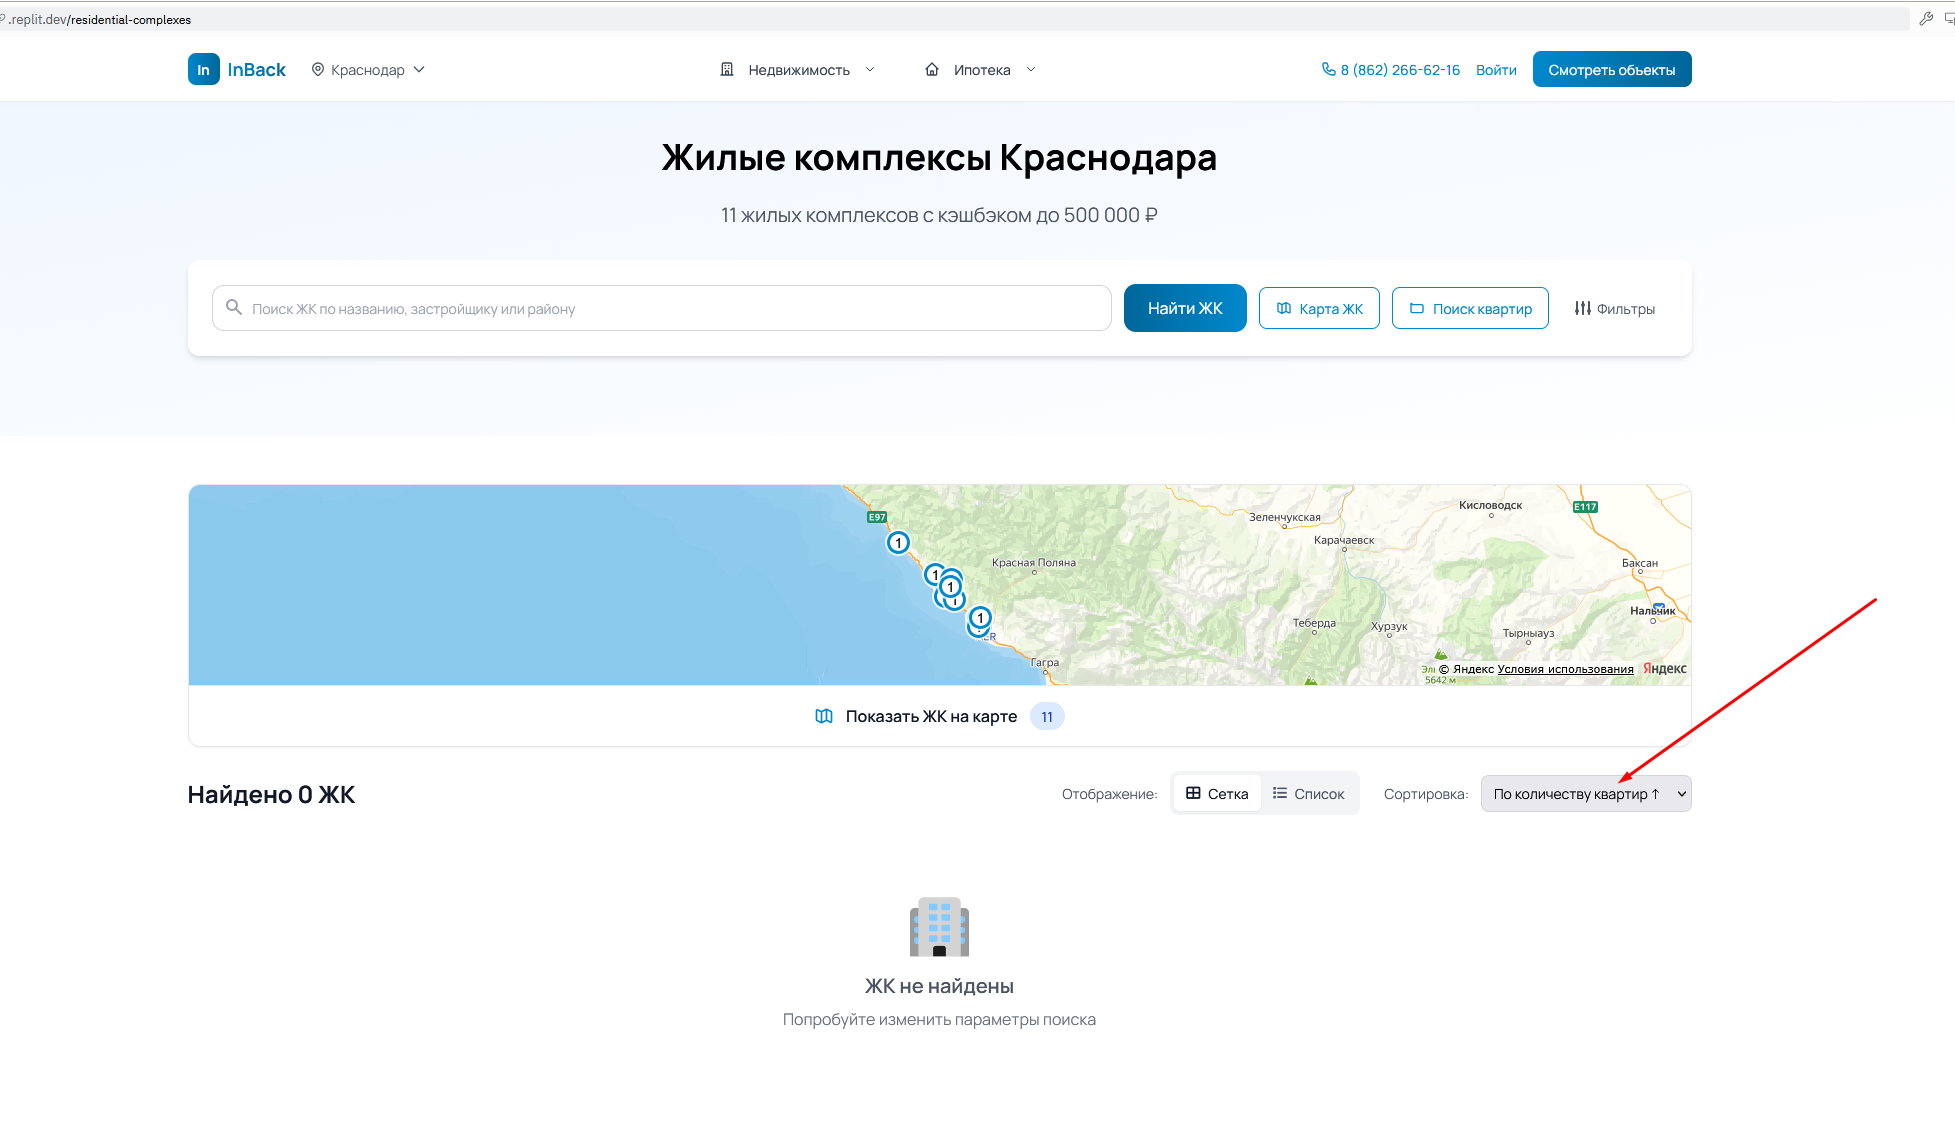 .replit.dev/residential-complexes
In InBack
Краснодар
Недвижимость
Ипотека
8 (862) 266-62-16
Войти
Смотреть объекты
Жилые комплексы Краснодара
11 жилых комплексов с кэшбэком до 500 000 ₽
Поиск ЖК по названию, застройщику или району
Найти ЖК
Карта ЖК
Поиск квартир
Фильтры
E97
1
Зеленчукская
Кисловодск
E117
Карачаевск
Красная Поляна
Баксан
1
1
1
1
Нальчик
Теберда
Хурзук
Тырныауз
Гагра
© Яндекс Условия использования
Яндекс
5642 м
Показать ЖК на карте 11
Найдено 0 ЖК
Отображение:
Сетка
Список
Сортировка:
По количеству квартир ↑
ЖК не найдены
Попробуйте изменить параметры поиска